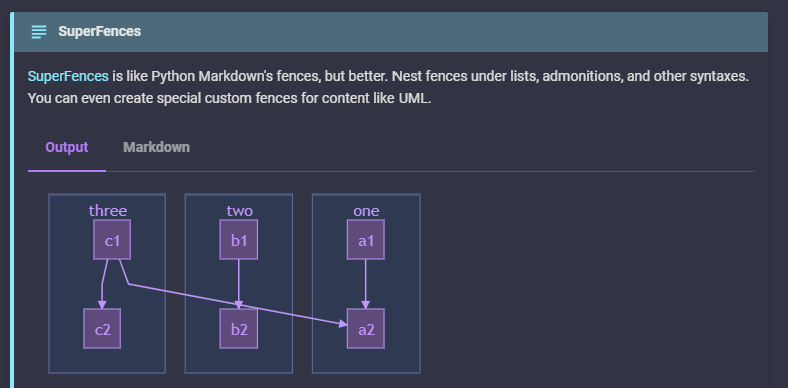 SuperFences
SuperFences is like Python Markdown's fences, but better. Nest fences under lists, admonitions, and other syntaxes.
You can even create special custom fences for content like UML.
Output Markdown
three two one
c1 b1 a1
c2 b2 a2